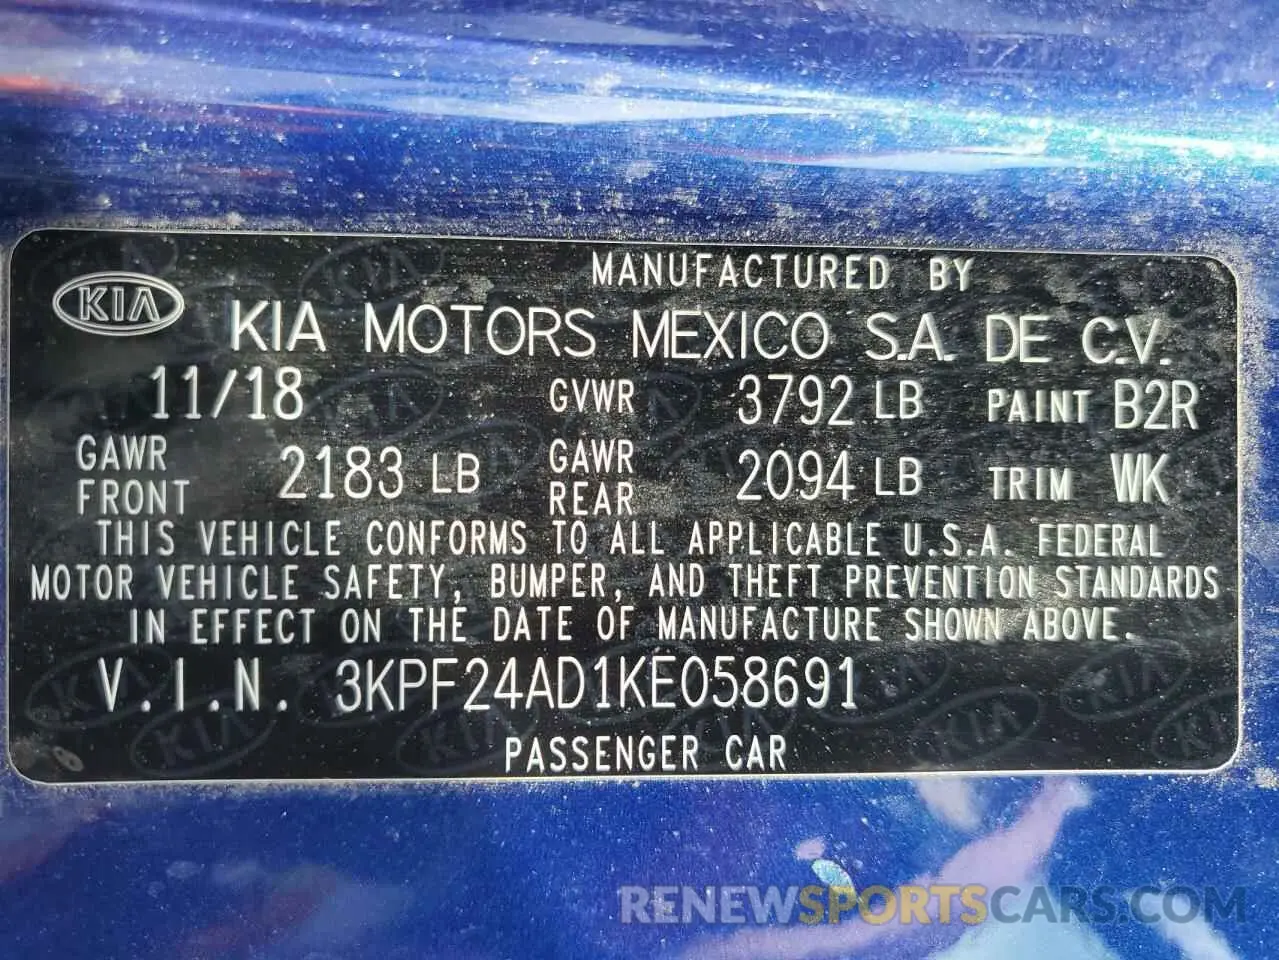 MANUFACTURED BY
KIA KIA MOTORS MEXICO S.A. DE C.V.
11/18 GVWR 3792 LB PAINT B2R
GAWR FRONT 2183 LB GAWR REAR 2094 LB TRIM WK
THIS VEHICLE CONFORMS TO ALL APPLICABLE U.S.A. FEDERAL
MOTOR VEHICLE SAFETY, BUMPER, AND THEFT PREVENTION STANDARDS
IN EFFECT ON THE DATE OF MANUFACTURE SHOWN ABOVE.
V.I.N. 3KPF24AD1KE058691
PASSENGER CAR
RENEWSPORTSCARS.COM